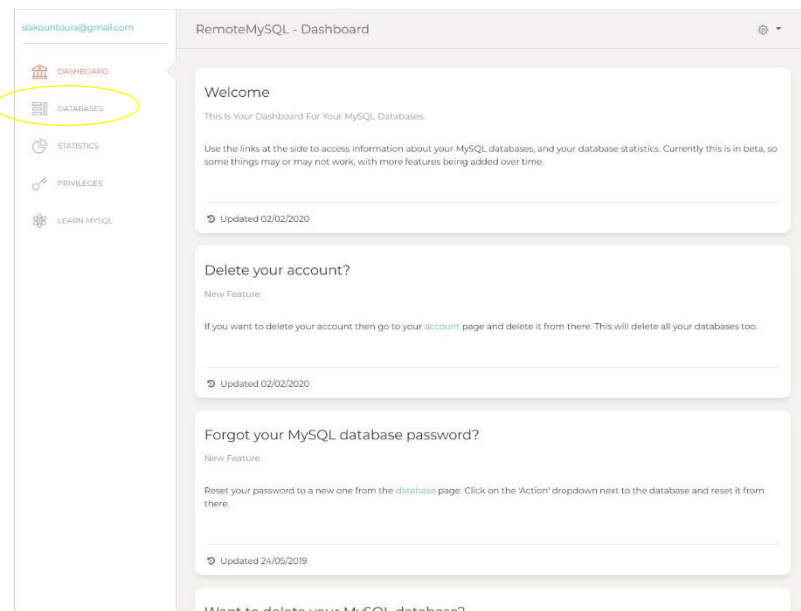 siakountoura@gmail.com
RemoteMySQL - Dashboard
DASHBOARD
DATABASES
STATISTICS
PRIVILEGES
LEARN MYSQL
Welcome
This Is Your Dashboard For Your MySQL Databases.
Use the links at the side to access information about your MySQL databases, and your database statistics. Currently this is in beta, so
some things may or may not work, with more features being added over time.
Updated 02/02/2020
Delete your account?
New Feature
If you want to delete your account then go to your account page and delete it from there. This will delete all your databases too.
Updated 02/02/2020
Forgot your MySQL database password?
New Feature
Reset your password to a new one from the database page. Click on the 'Action' dropdown next to the database and reset it from
there.
Updated 24/05/2019
Want to delete your MySQL database?